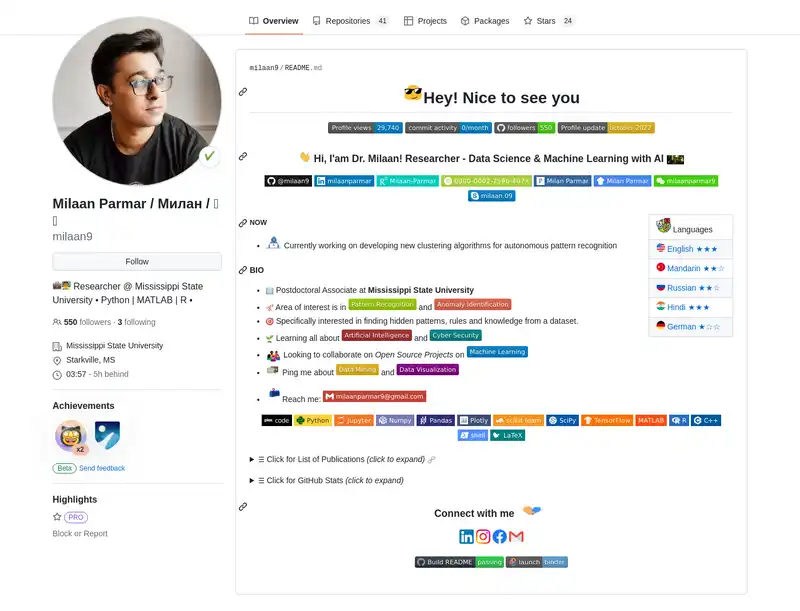 Overview
Repositories 41
Projects
Packages
Stars 24
Milaan Parmar / Милан /
milaan9
Follow
Researcher @ Mississippi State
University • Python | MATLAB | R •
550 followers · 3 following
Mississippi State University
Starkville, MS
03:57 - 5h behind
Achievements
x2
Beta Send feedback
Highlights
PRO
Block or Report
milaan9/README.md
Hey! Nice to see you
Profile views 29,740 commit activity 0/month followers 550 Profile update october-2022
Hi, I'am Dr. Milaan! Researcher - Data Science & Machine Learning with AI
@milaan9 milaanparmar Milaan-Parmar Milan Parmar Milan Parmar milaanparmar9
milaan.09
NOW
Currently working on developing new clustering algorithms for autonomous pattern recognition
BIO
Postdoctoral Associate at Mississippi State University
Area of interest is in Pattern Recognition and Anomaly Identification
Specifically interested in finding hidden patterns, rules and knowledge from a dataset.
Learning all about Artificial Intelligence and Cyber Security
Looking to collaborate on Open Source Projects on Machine Learning
Ping me about Data Mining and Data Visualization
Reach me: milaanparmar9@gmail.com
Languages
English ★★★
Mandarin ★★☆
Russian ★★☆
Hindi ★★★
German ★☆☆
code Python Jupyter Numpy Pandas Plotly scikit learn SciPy TensorFlow MATLAB R C++
shell LaTeX
Click for List of Publications (click to expand)
Click for GitHub Stats (click to expand)
Connect with me
Build README passing launch binder